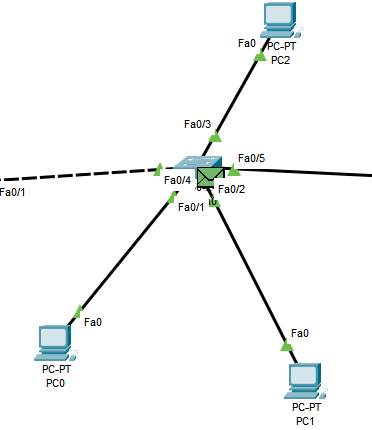 Fa0
PC-PT
PC2
Fa0/3
Fa0/5
Fa0/4
Fa0/2
Fa0/1
Fa0/1
Fa0
PC-PT
PC0
Fa0
PC-PT
PC1